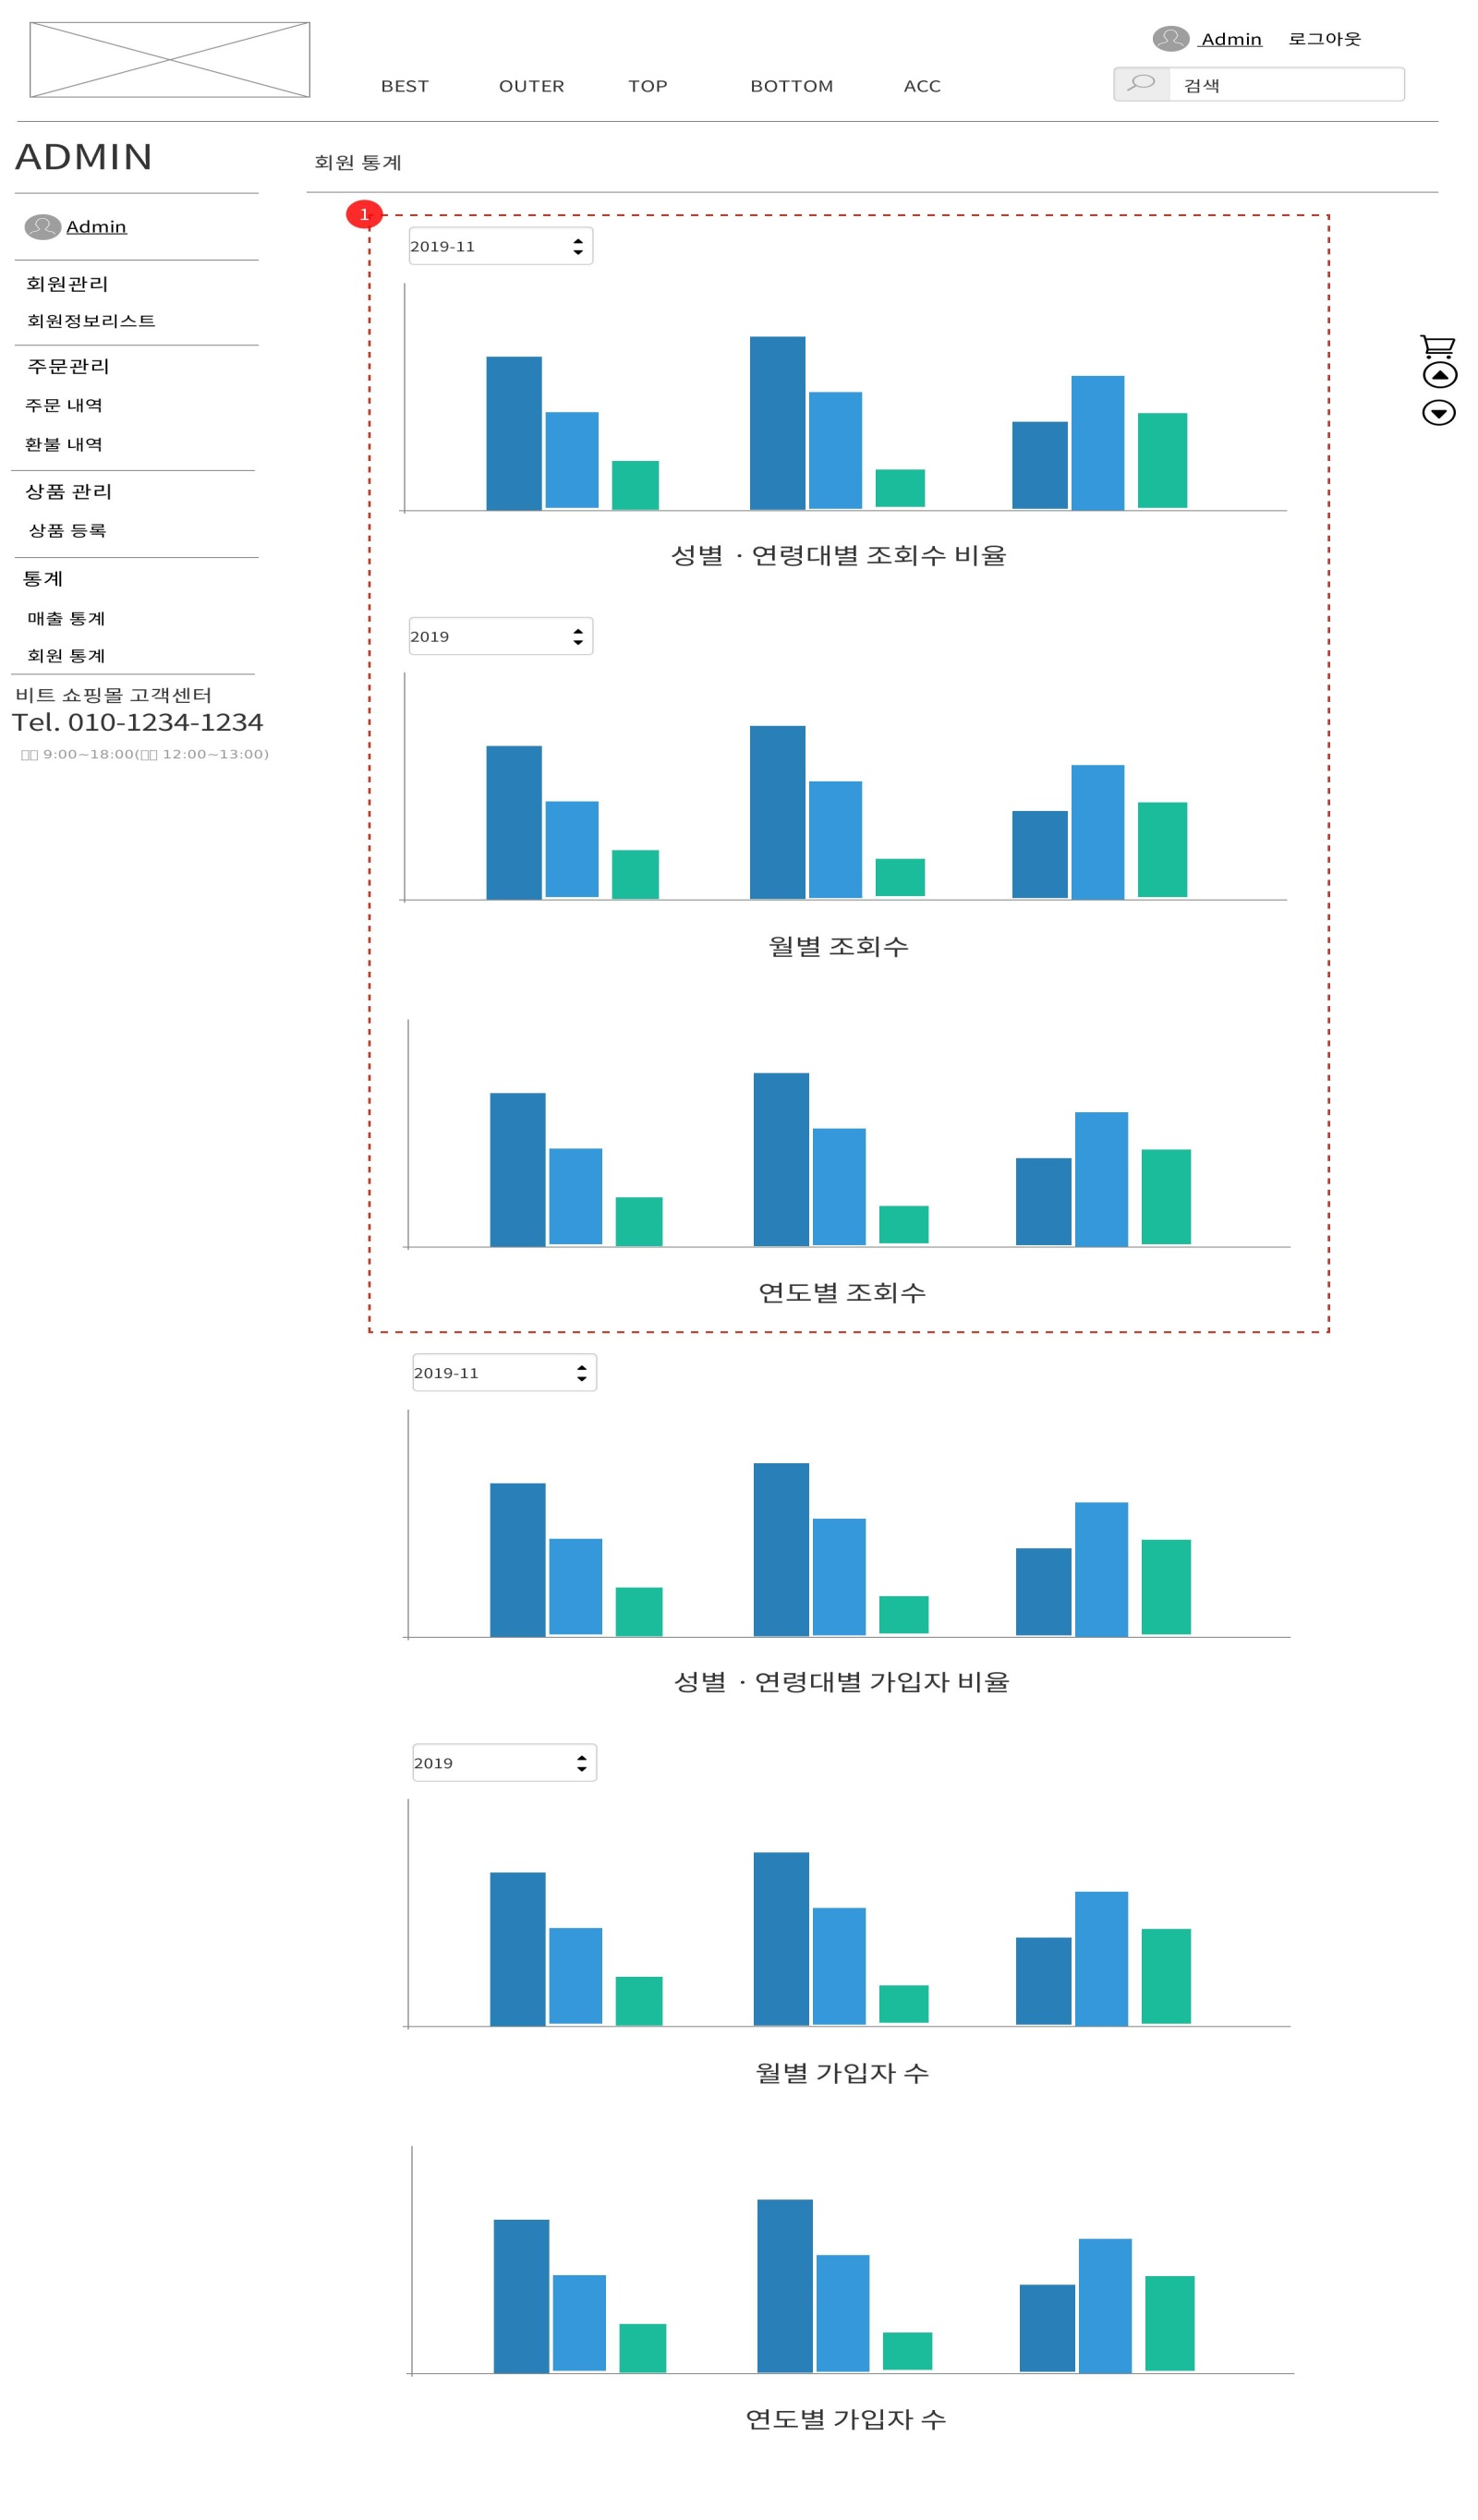 Admin 로그아웃
BEST OUTER TOP BOTTOM ACC 검색
ADMIN
회원 통계
Admin
회원관리
회원정보리스트
주문관리
주문 내역
환불 내역
상품 관리
상품 등록
통계
매출 통계
회원 통계
비트 쇼핑몰 고객센터
Tel. 010-1234-1234
9:00~18:00( 12:00~13:00)
1
2019-11
성별 · 연령대별 조회수 비율
2019
월별 조회수
연도별 조회수
2019-11
성별 · 연령대별 가입자 비율
2019
월별 가입자 수
연도별 가입자 수